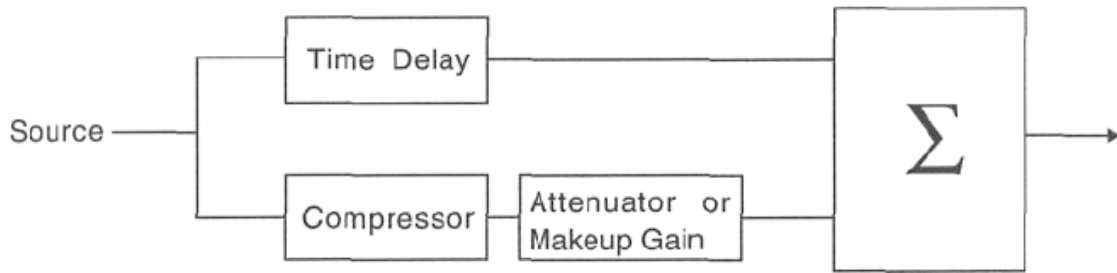 Time Delay
Source
Σ
Compressor
Attenuator or
Makeup Gain